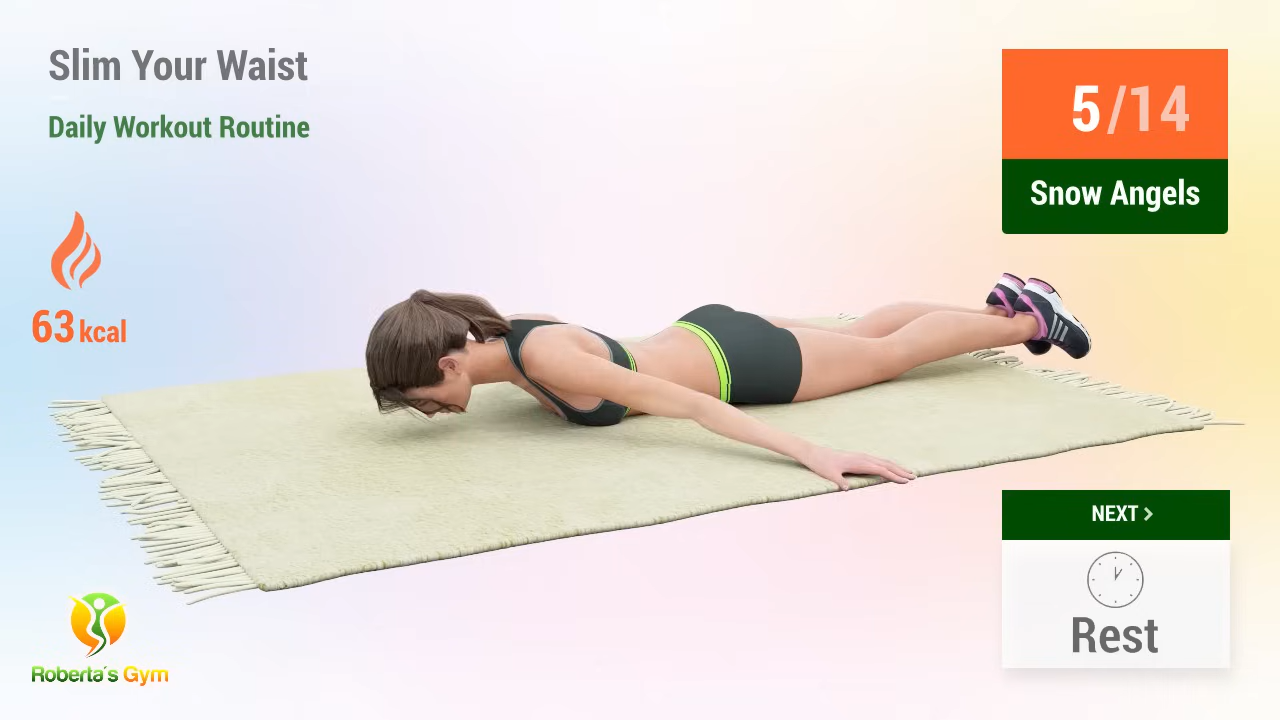 Slim Your Waist
Daily Workout Routine
5/14
Snow Angels
63 kcal
NEXT >
Rest
Roberta´s Gym